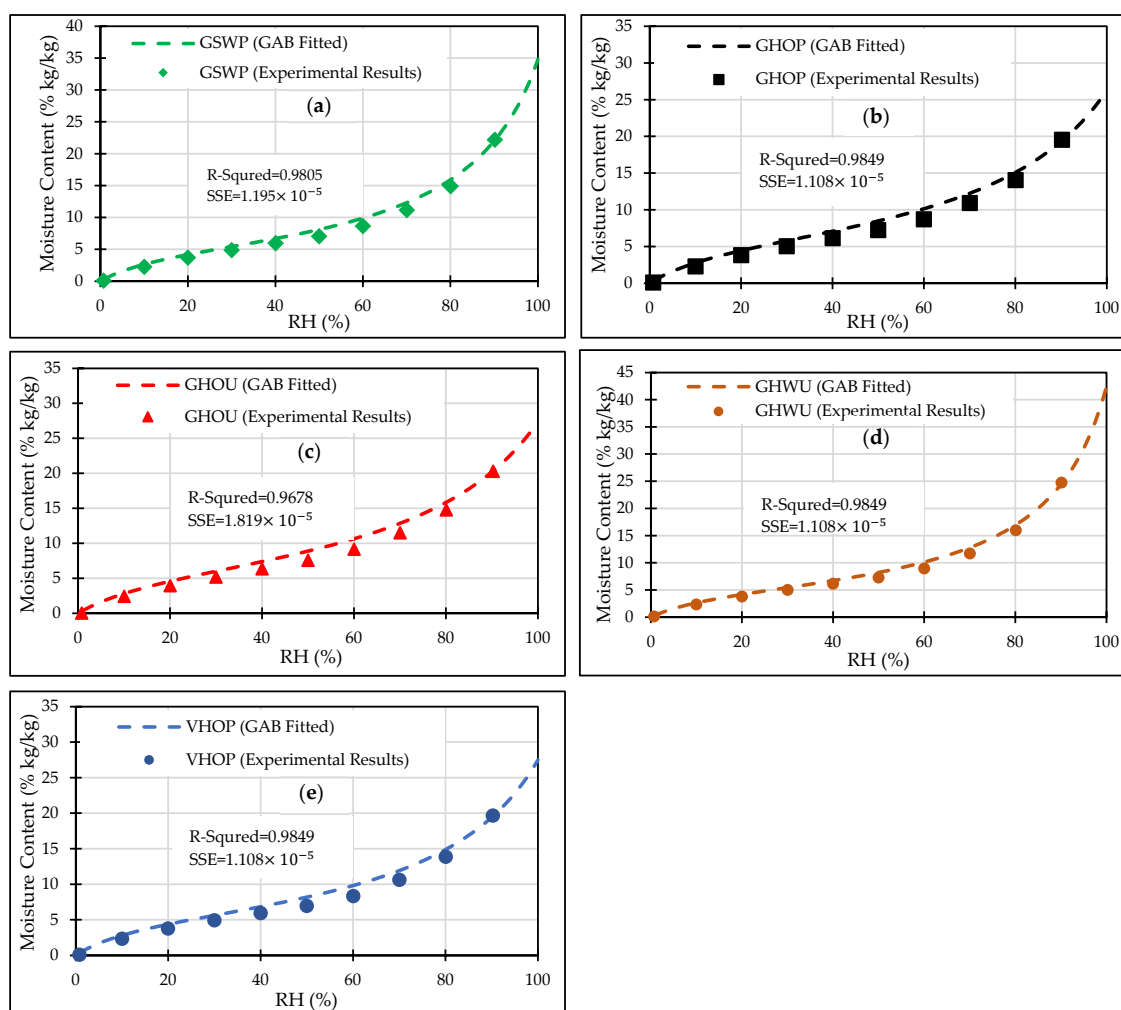 40
35
30
25
20
15
10
5
0
Moisture Content (% kg/kg)
GSWP (GAB Fitted)
GSWP (Experimental Results)
(a)
R-Squred=0.9805
SSE=1.195× 10⁻⁵
0 20 40 60 80 100
RH (%)
35
30
25
20
15
10
5
0
Moisture Content (% kg/kg)
GHOP (GAB Fitted)
GHOP (Experimental Results)
(b)
R-Squred=0.9849
SSE=1.108× 10⁻⁵
0 20 40 60 80 100
RH (%)
35
30
25
20
15
10
5
0
Moisture Content (% kg/kg)
GHOU (GAB Fitted)
GHOU (Experimental Results)
(c)
R-Squred=0.9678
SSE=1.819× 10⁻⁵
0 20 40 60 80 100
RH (%)
45
40
35
30
25
20
15
10
5
0
Moisture Content (% kg/kg)
GHWU (GAB Fitted)
GHWU (Experimental Results)
(d)
R-Squred=0.9849
SSE=1.108× 10⁻⁵
0 20 40 60 80 100
RH (%)
35
30
25
20
15
10
5
0
Moisture Content (% kg/kg)
VHOP (GAB Fitted)
VHOP (Experimental Results)
(e)
R-Squred=0.9849
SSE=1.108× 10⁻⁵
0 20 40 60 80 100
RH (%)